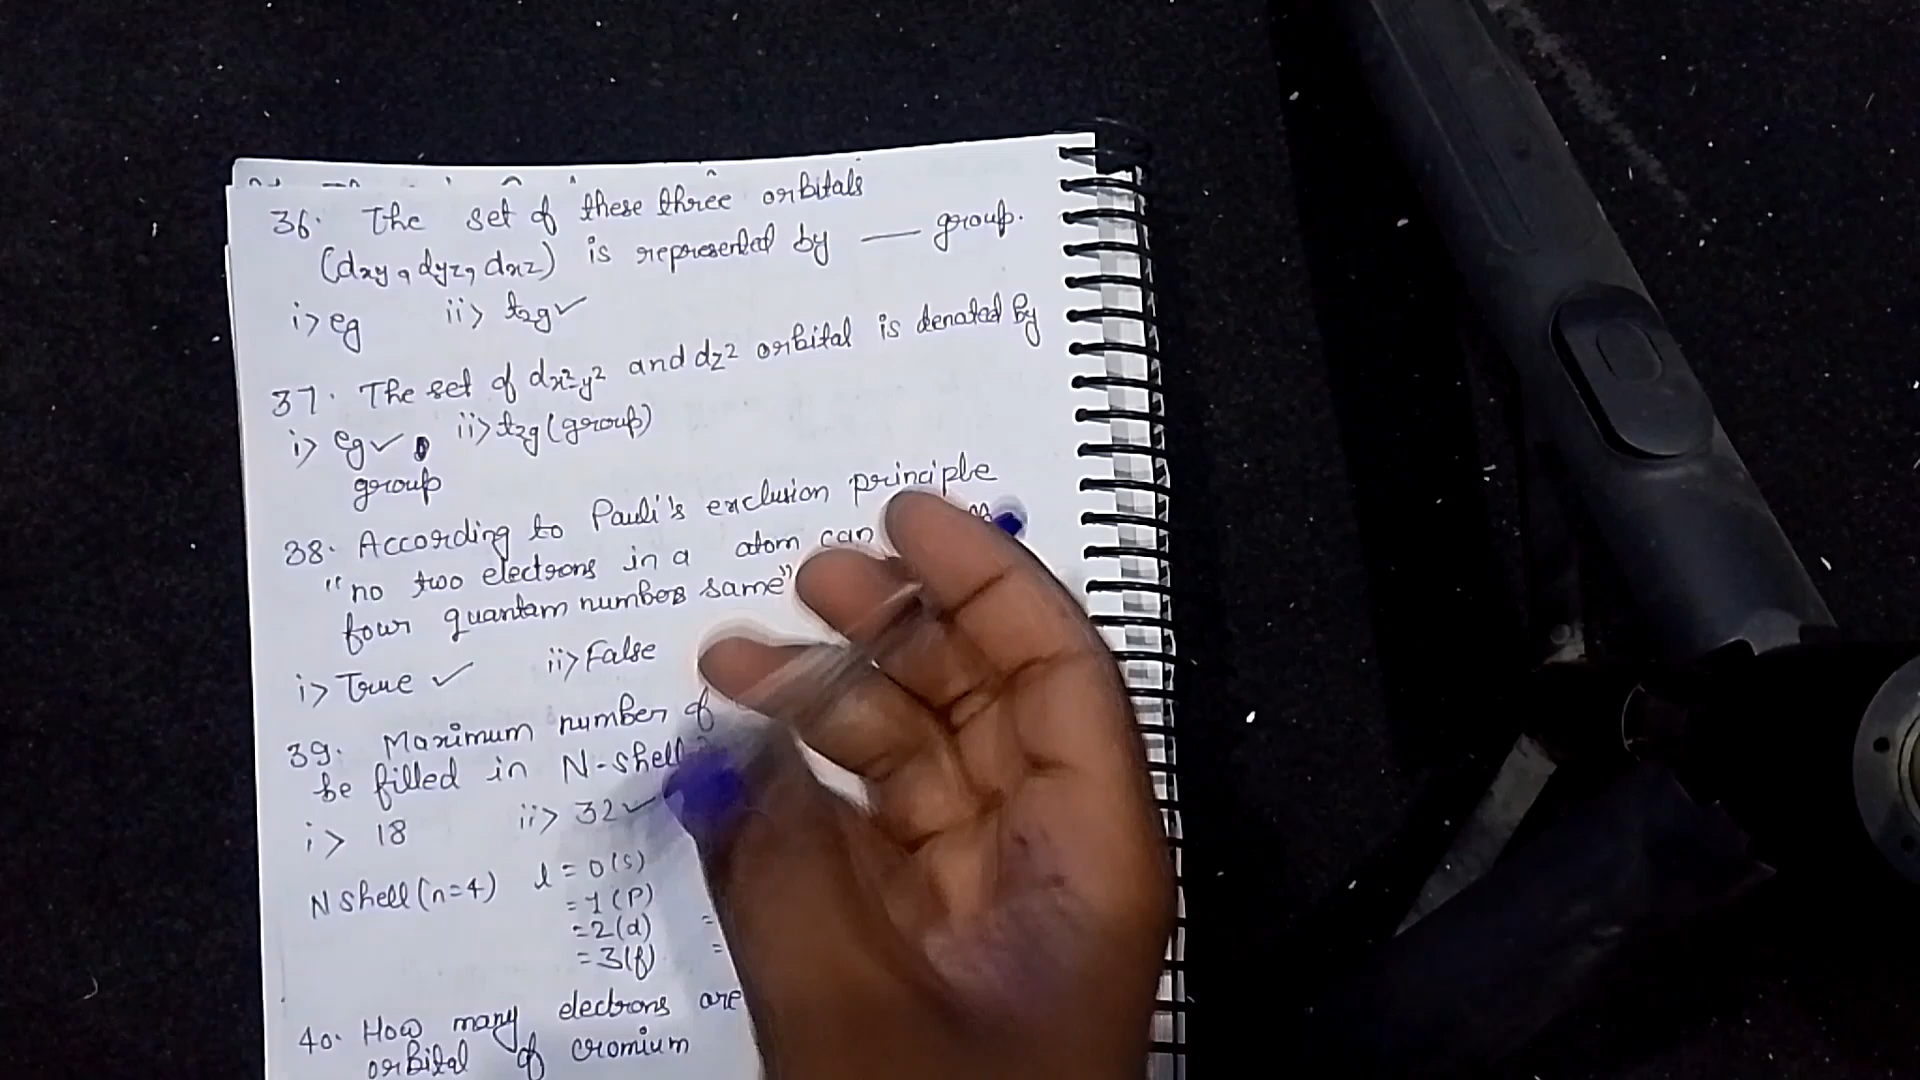 36. The set of these three orbitals
(dxy, dyz, dxz) is represented by — group.
i> eg ii> t2g ✓
37. The set of dx²-y² and dz² orbital is denated by
i> eg ✓ ii> t2g (group)
group
38. According to Pauli's exclusion principle
"no two electrons in a atom can
four quantam numbers same"
i> True ✓ ii> False
39. Maximum number of
be filled in N-shell
i> 18 ii> 32 ✓
N shell (n=4) l = 0(s)
= 1 (P)
= 2(d) =
= 3(f) =
40. How many electrons are
orbital of cromium